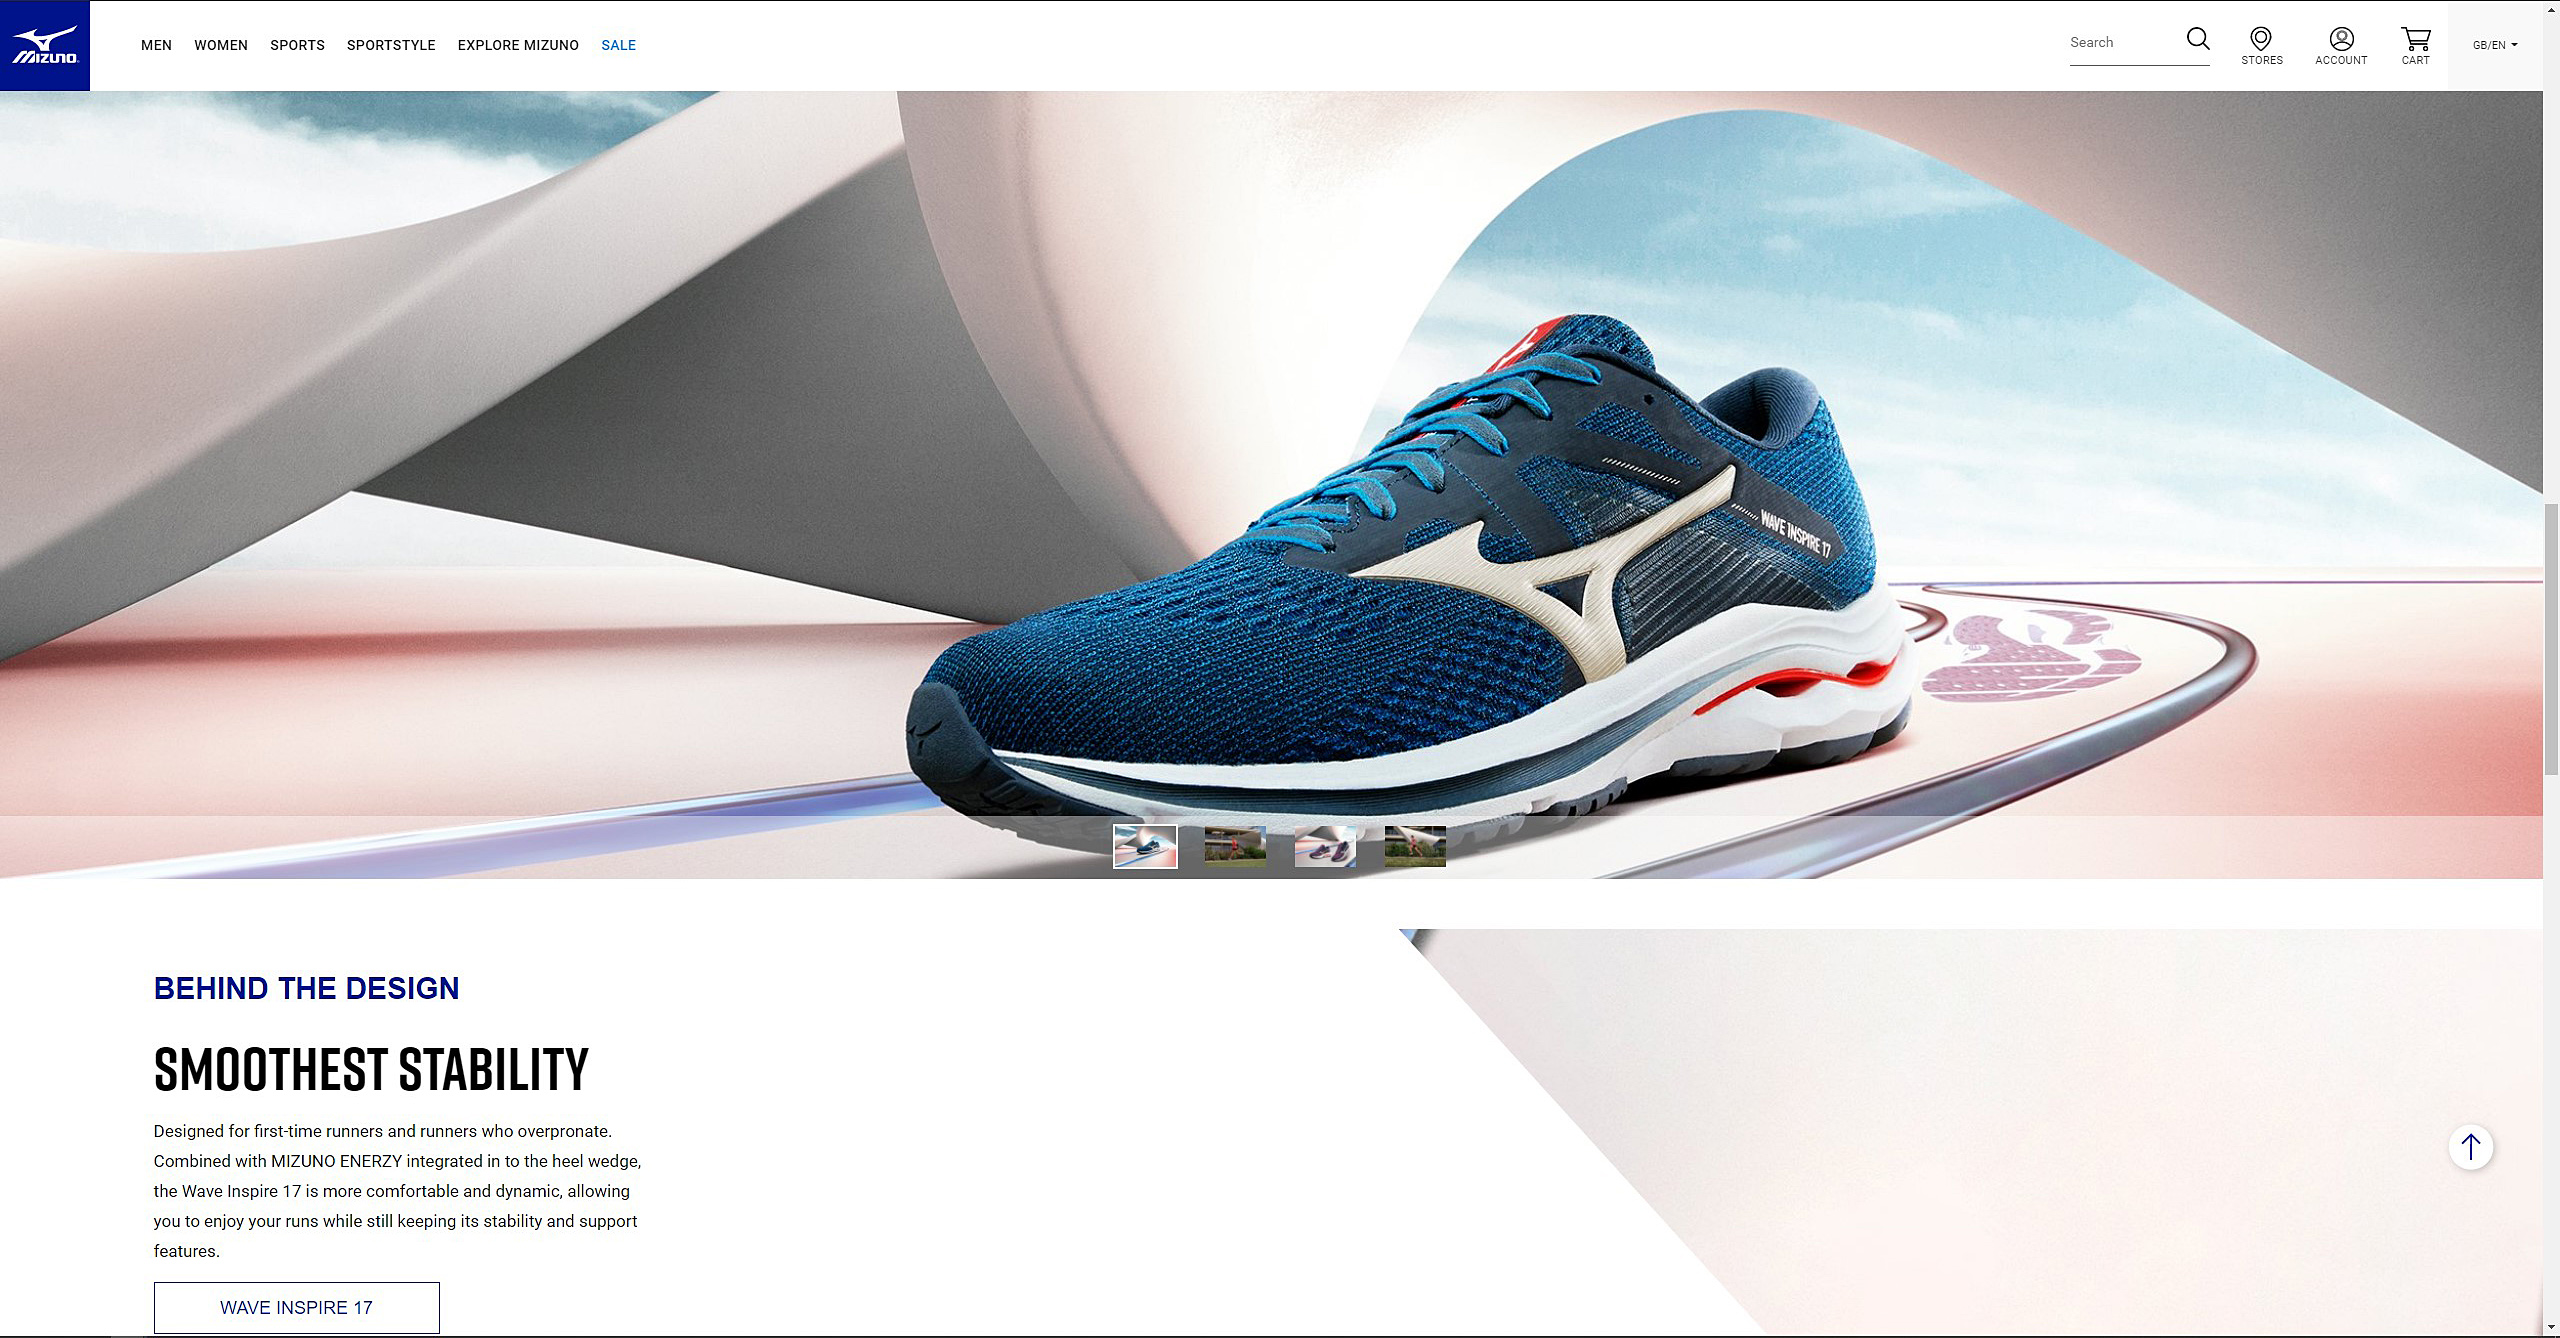 MIZUNO
MEN WOMEN SPORTS SPORTSTYLE EXPLORE MIZUNO SALE
Search
STORES
ACCOUNT
CART
GB/EN
WAVE INSPIRE 17
BEHIND THE DESIGN
SMOOTHEST STABILITY
Designed for first-time runners and runners who overpronate.
Combined with MIZUNO ENERZY integrated in to the heel wedge,
the Wave Inspire 17 is more comfortable and dynamic, allowing
you to enjoy your runs while still keeping its stability and support
features.
WAVE INSPIRE 17